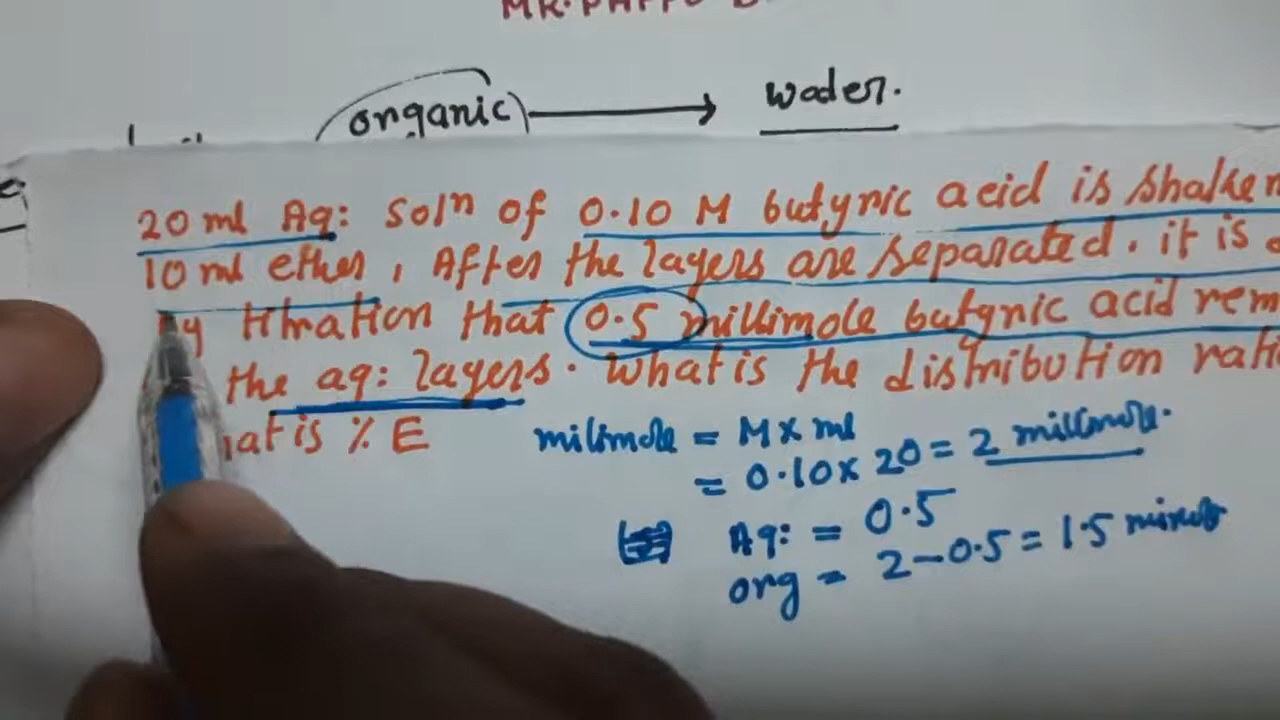 organic → water.
20 ml Aq: Solⁿ of 0.10 M butyric acid is shaken
10 ml ether, After the layers are separated. it is
by titration that 0.5 millimole butyric acid rem
the aq: layers. What is the distribution rati
hat is % E
millimole = M × ml
= 0.10 × 20 = 2 millimole.
Aq: = 0.5
org = 2-0.5 = 1.5